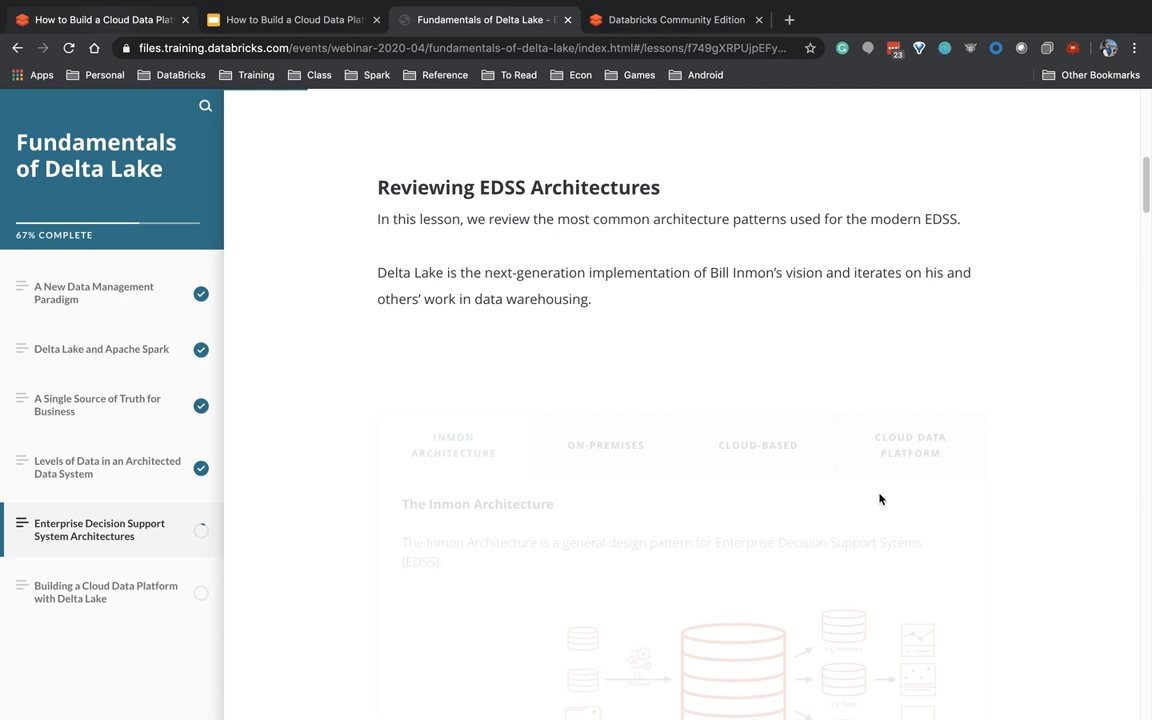 How to Build a Cloud Data Plat
How to Build a Cloud Data Plat
Fundamentals of Delta Lake - E
Databricks Community Edition
files.training.databricks.com/events/webinar-2020-04/fundamentals-of-delta-lake/index.html#/lessons/f749gXRPUjpEFy...
23
Apps
Personal
DataBricks
Training
Class
Spark
Reference
To Read
Econ
Games
Android
Other Bookmarks
Fundamentals
of Delta Lake
67% COMPLETE
A New Data Management
Paradigm
Delta Lake and Apache Spark
A Single Source of Truth for
Business
Levels of Data in an Architected
Data System
Enterprise Decision Support
System Architectures
Building a Cloud Data Platform
with Delta Lake
Reviewing EDSS Architectures
In this lesson, we review the most common architecture patterns used for the modern EDSS.
Delta Lake is the next-generation implementation of Bill Inmon’s vision and iterates on his and
others’ work in data warehousing.
INMON
ARCHITECTURE
ON-PREMISES
CLOUD-BASED
CLOUD DATA
PLATFORM
The Inmon Architecture
The Inmon Architecture is a general design pattern for Enterprise Decision Support Sytems
(EDSS).